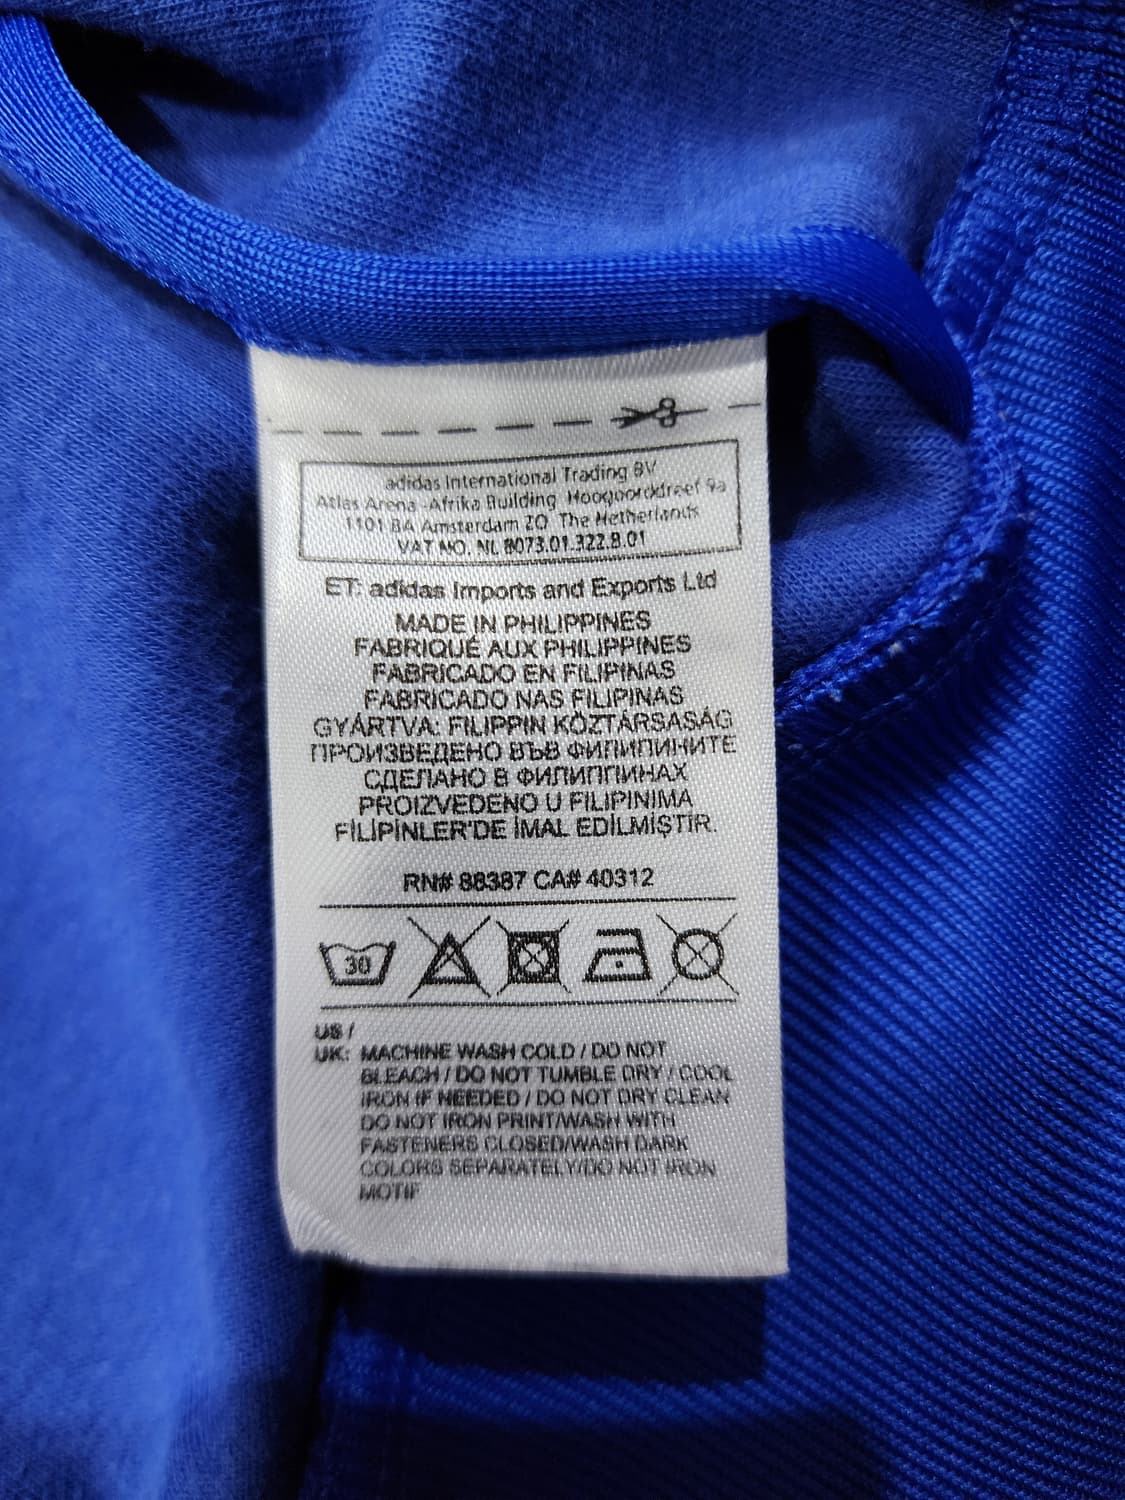 adidas International Trading BV
Atlas Arena -Afrika Building Hoogoorddreef 9a
1101 BA Amsterdam ZO The Netherlands
VAT NO. NL 8073.01.322.B.01
ET: adidas Imports and Exports Ltd
MADE IN PHILIPPINES
FABRIQUÉ AUX PHILIPPINES
FABRICADO EN FILIPINAS
FABRICADO NAS FILIPINAS
GYÁRTVA: FILIPPIN KÖZTÁRSASÁG
ПРОИЗВЕДЕНО ВЪВ ФИЛИПИНИТЕ
СДЕЛАНО В ФИЛИППИНАХ
PROIZVEDENO U FILIPINIMA
FİLİPİNLER'DE İMAL EDİLMİŞTİR.
RN# 88387 CA# 40312
30
US /
UK: MACHINE WASH COLD / DO NOT
BLEACH / DO NOT TUMBLE DRY / COOL
IRON IF NEEDED / DO NOT DRY CLEAN
DO NOT IRON PRINT/WASH WITH
FASTENERS CLOSED/WASH DARK
COLORS SEPARATELY/DO NOT IRON
MOTIF